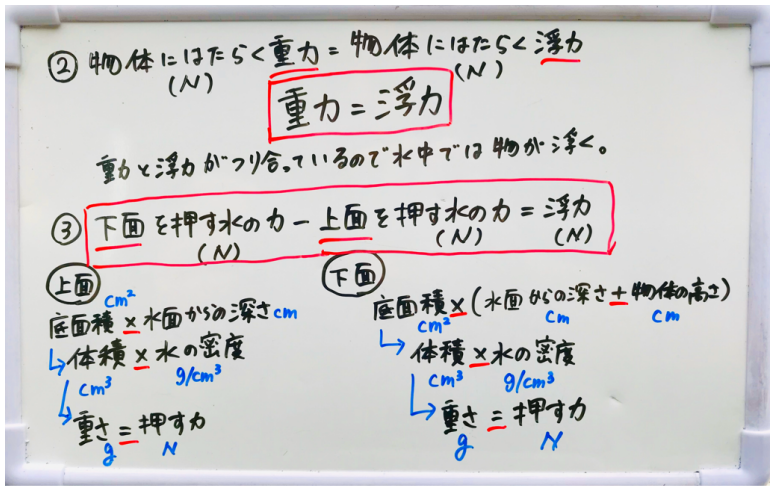 ② 物体にはたらく重力 = 物体にはたらく浮力
(N) (N)
重力 = 浮力
重力と浮力がつり合っているので水中では物が浮く。
③ 下面を押す水の力 − 上面を押す水の力 = 浮力
(N) (N) (N)
上面
cm²
底面積 × 水面からの深さ cm
↳ 体積 × 水の密度
cm³ g/cm³
↳ 重さ = 押す力
g N
下面
底面積 × (水面からの深さ + 物体の高さ)
cm² cm cm
↳ 体積 × 水の密度
cm³ g/cm³
↳ 重さ = 押す力
g N